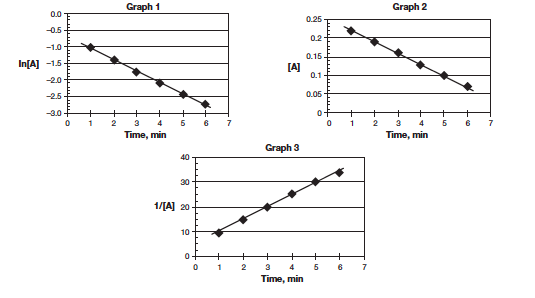 Graph 1
0.0
–0.5
–1.0
ln[A] –1.5
–2.0
–2.5
–3.0
0 1 2 3 4 5 6 7
Time, min
Graph 2
0.25
0.2
0.15
[A]
0.1
0.05
0
0 1 2 3 4 5 6 7
Time, min
Graph 3
40
30
1/[A] 20
10
0
0 1 2 3 4 5 6 7
Time, min